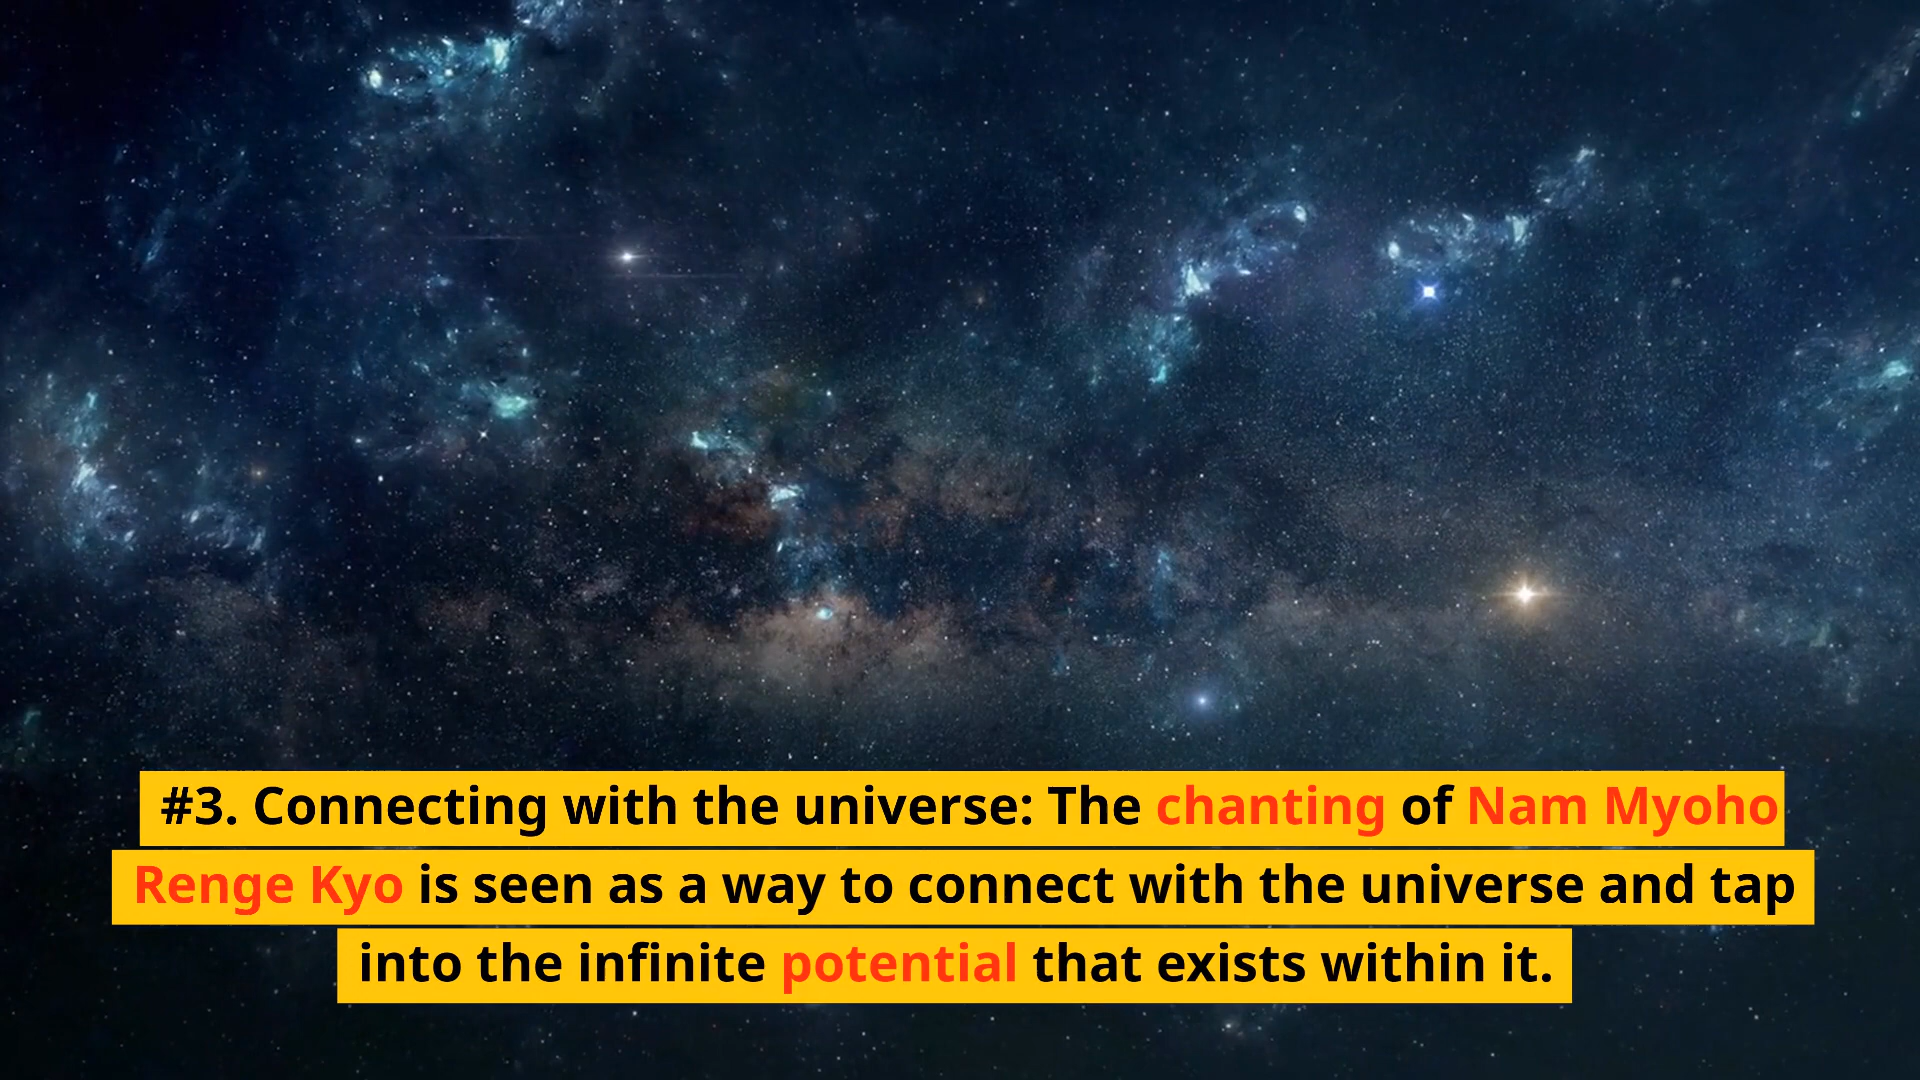 #3. Connecting with the universe: The chanting of Nam Myoho
Renge Kyo is seen as a way to connect with the universe and tap
into the infinite potential that exists within it.